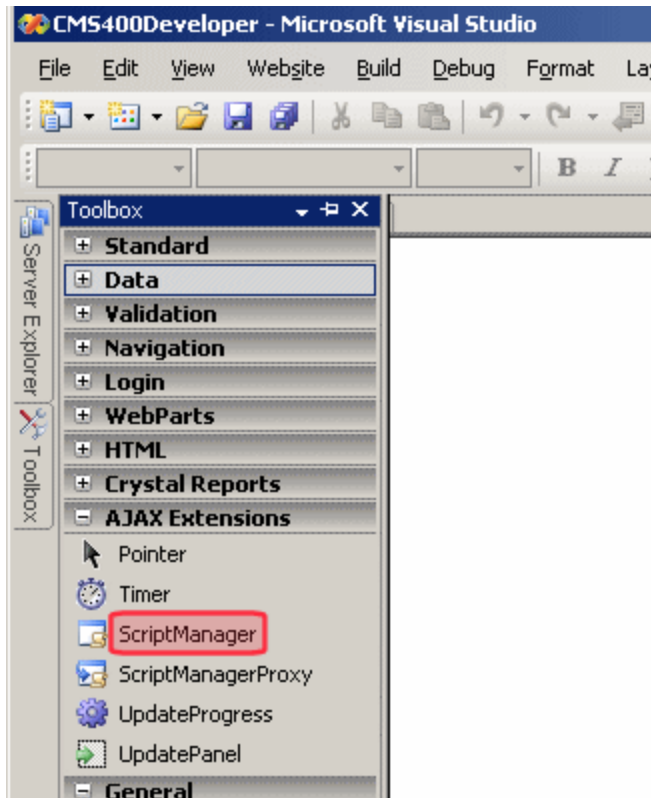 CMS400Developer - Microsoft Visual Studio
File Edit View Website Build Debug Format
B I
Toolbox
Standard
Data
Validation
Navigation
Login
WebParts
HTML
Crystal Reports
AJAX Extensions
Pointer
Timer
ScriptManager
ScriptManagerProxy
UpdateProgress
UpdatePanel
General
Server Explorer
Toolbox